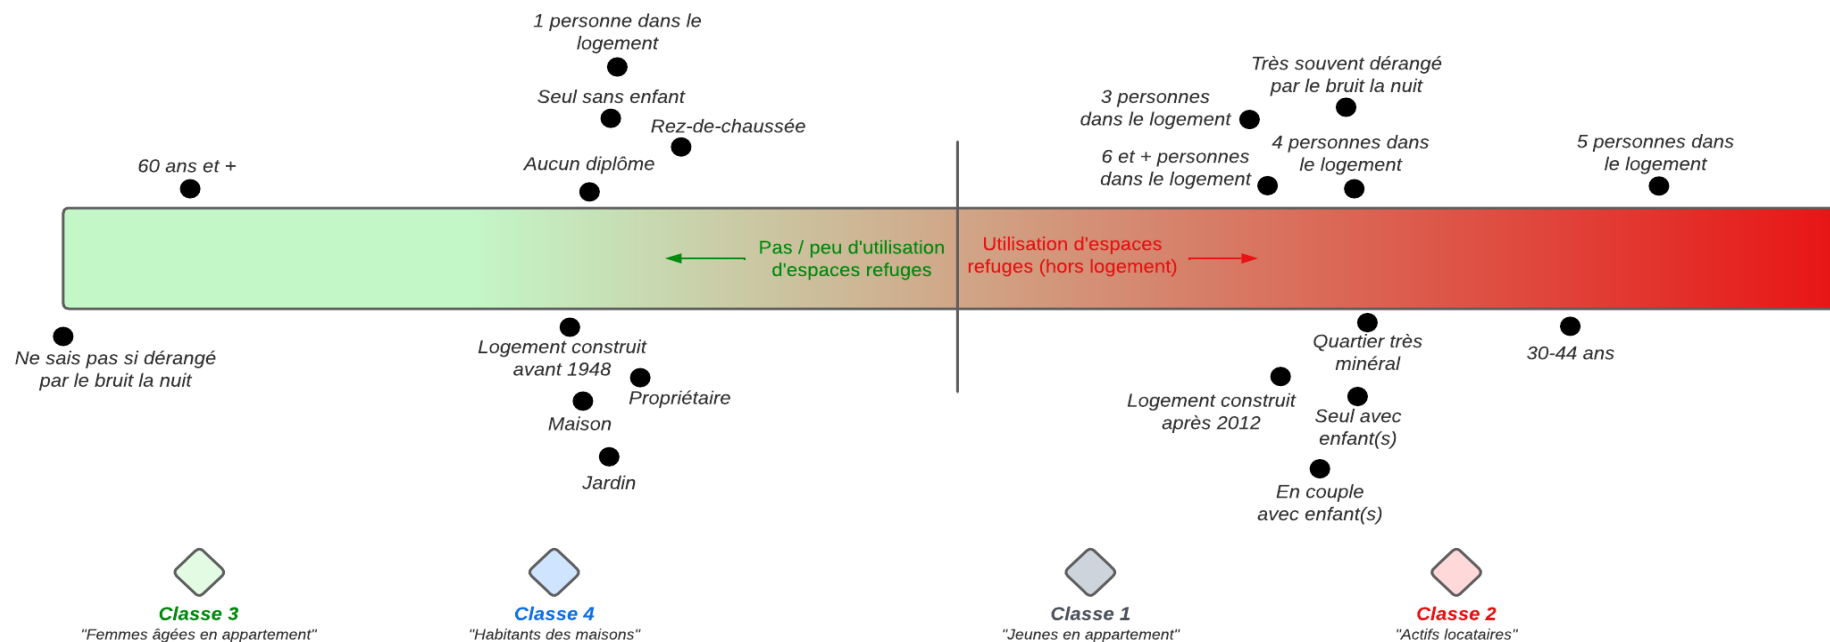 1 personne dans le
logement
Seul sans enfant
Rez-de-chaussée
Aucun diplôme
60 ans et +
Très souvent dérangé
par le bruit la nuit
3 personnes
dans le logement
4 personnes dans
le logement
6 et + personnes
dans le logement
5 personnes dans
le logement
Pas / peu d'utilisation
d'espaces refuges
Utilisation d'espaces
refuges (hors logement)
Ne sais pas si dérangé
par le bruit la nuit
Logement construit
avant 1948
Propriétaire
Maison
Jardin
Quartier très
minéral
30-44 ans
Logement construit
après 2012
Seul avec
enfant(s)
En couple
avec enfant(s)
Classe 3
"Femmes âgées en appartement"
Classe 4
"Habitants des maisons"
Classe 1
"Jeunes en appartement"
Classe 2
"Actifs locataires"